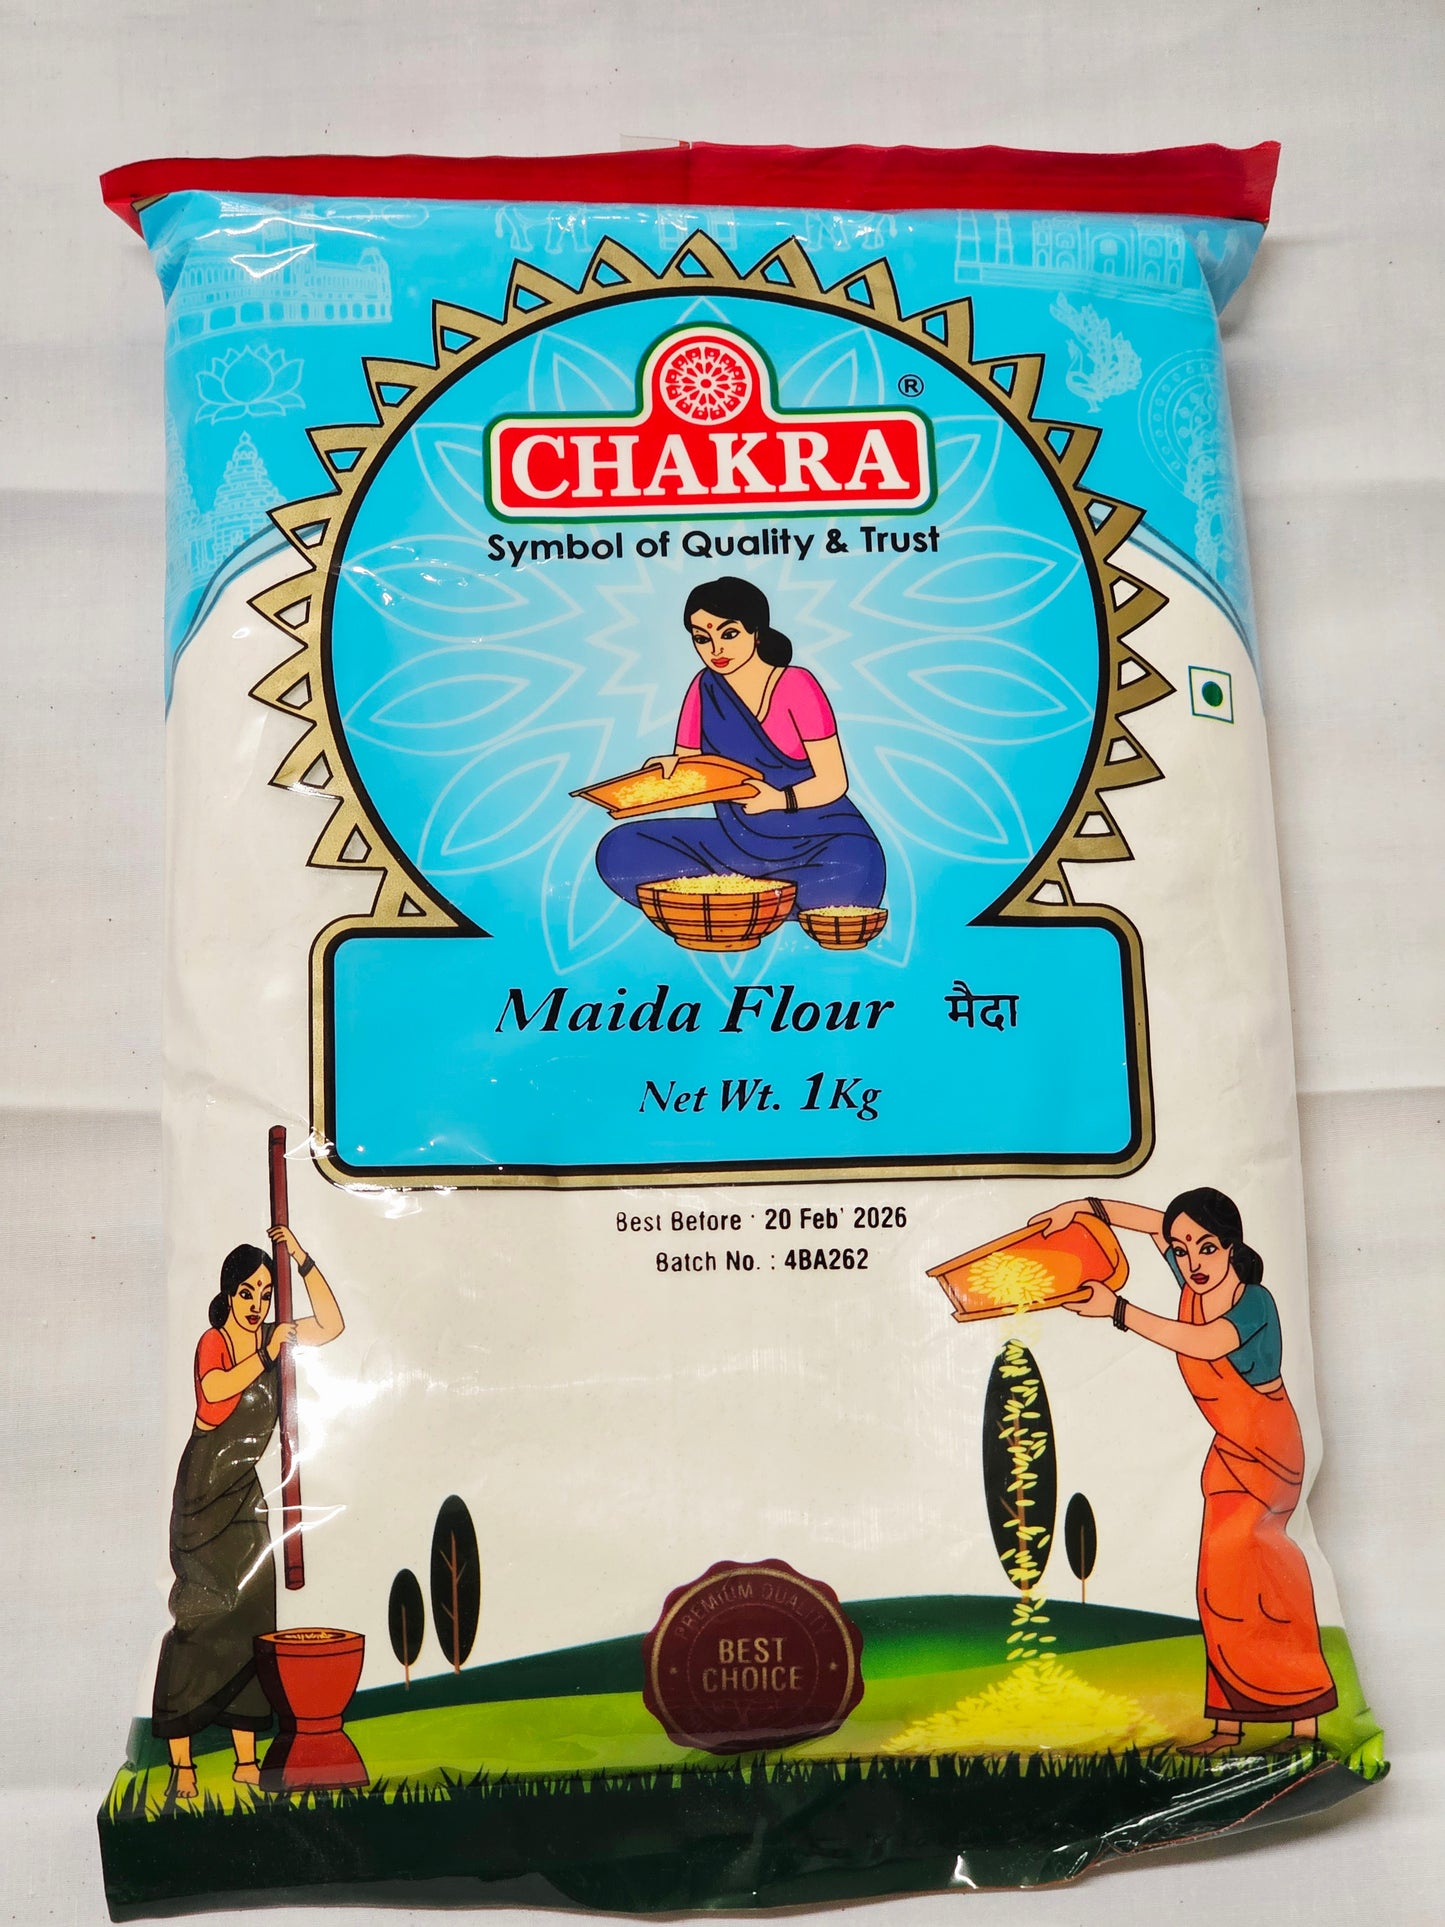 CHAKRA ®
Symbol of Quality & Trust
Maida Flour मैदा
Net Wt. 1Kg
Best Before : 20 Feb' 2026
Batch No. : 4BA262
PREMIUM QUALITY
BEST
CHOICE